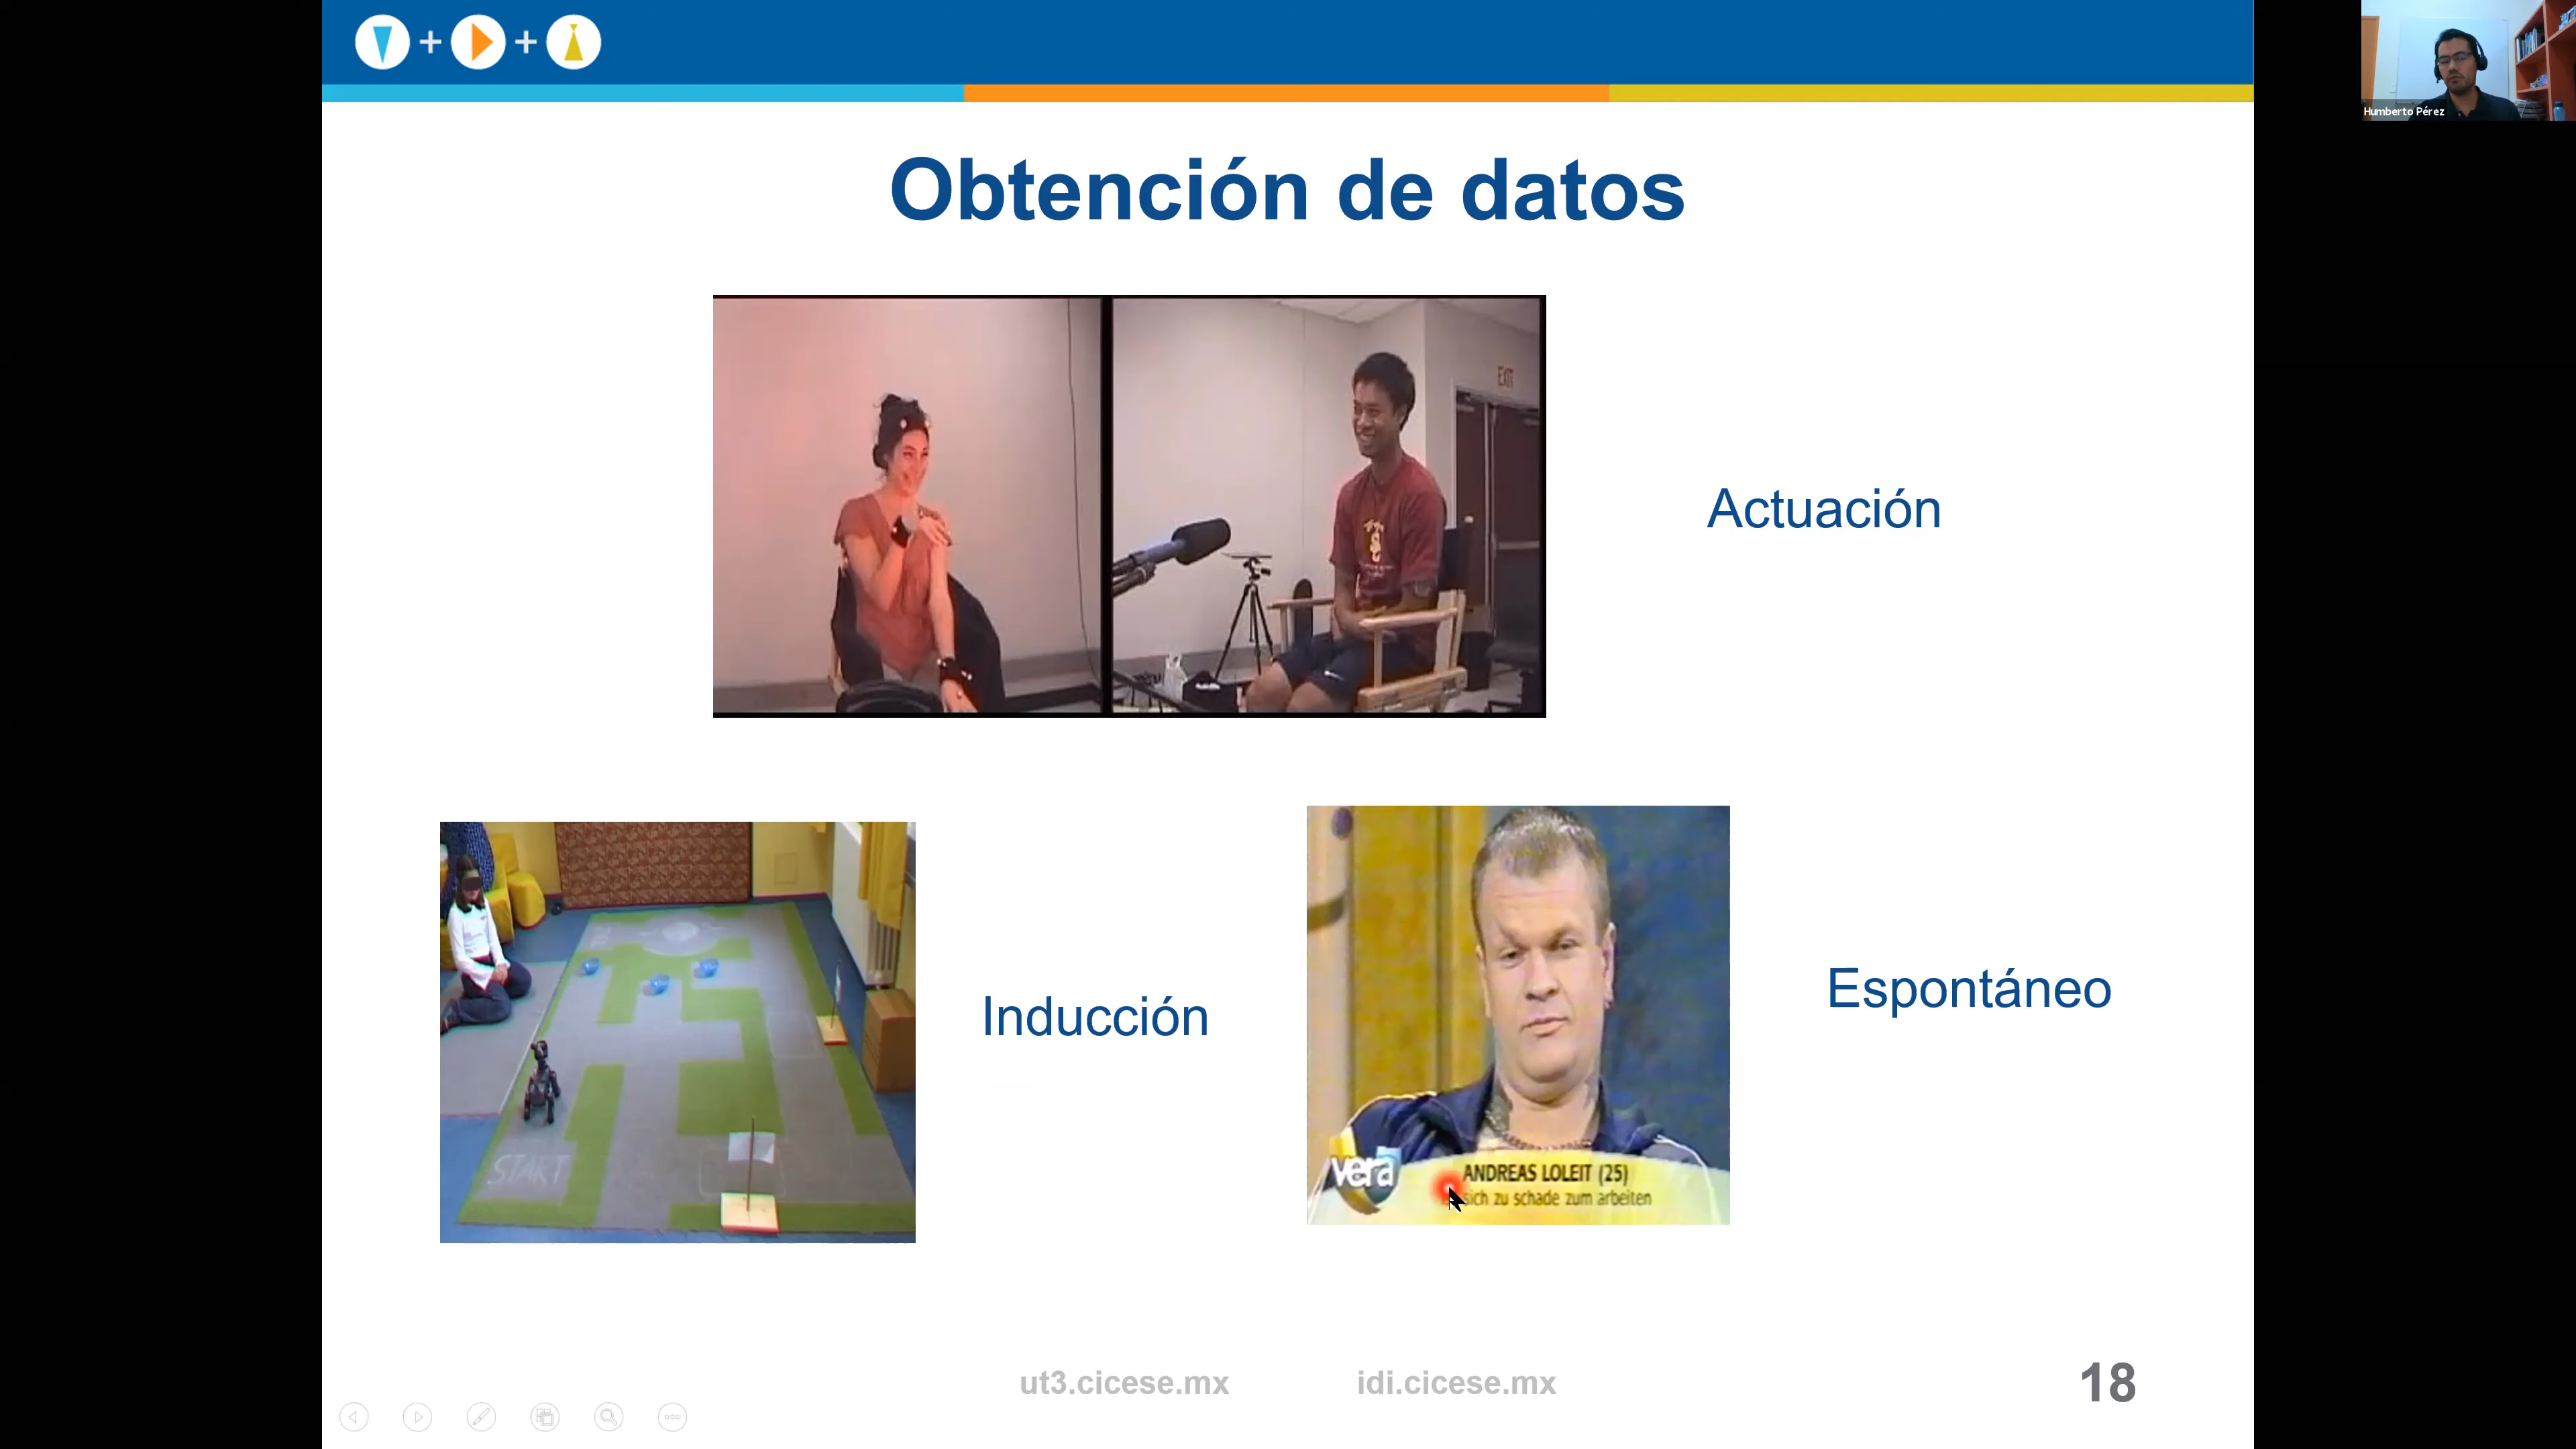 Humberto Pérez
Obtención de datos
EXIT
Actuación
Inducción
START
vera
ANDREAS LOLEIT (25)
sich zu schade zum arbeiten
Espontáneo
ut3.cicese.mx
idi.cicese.mx
18